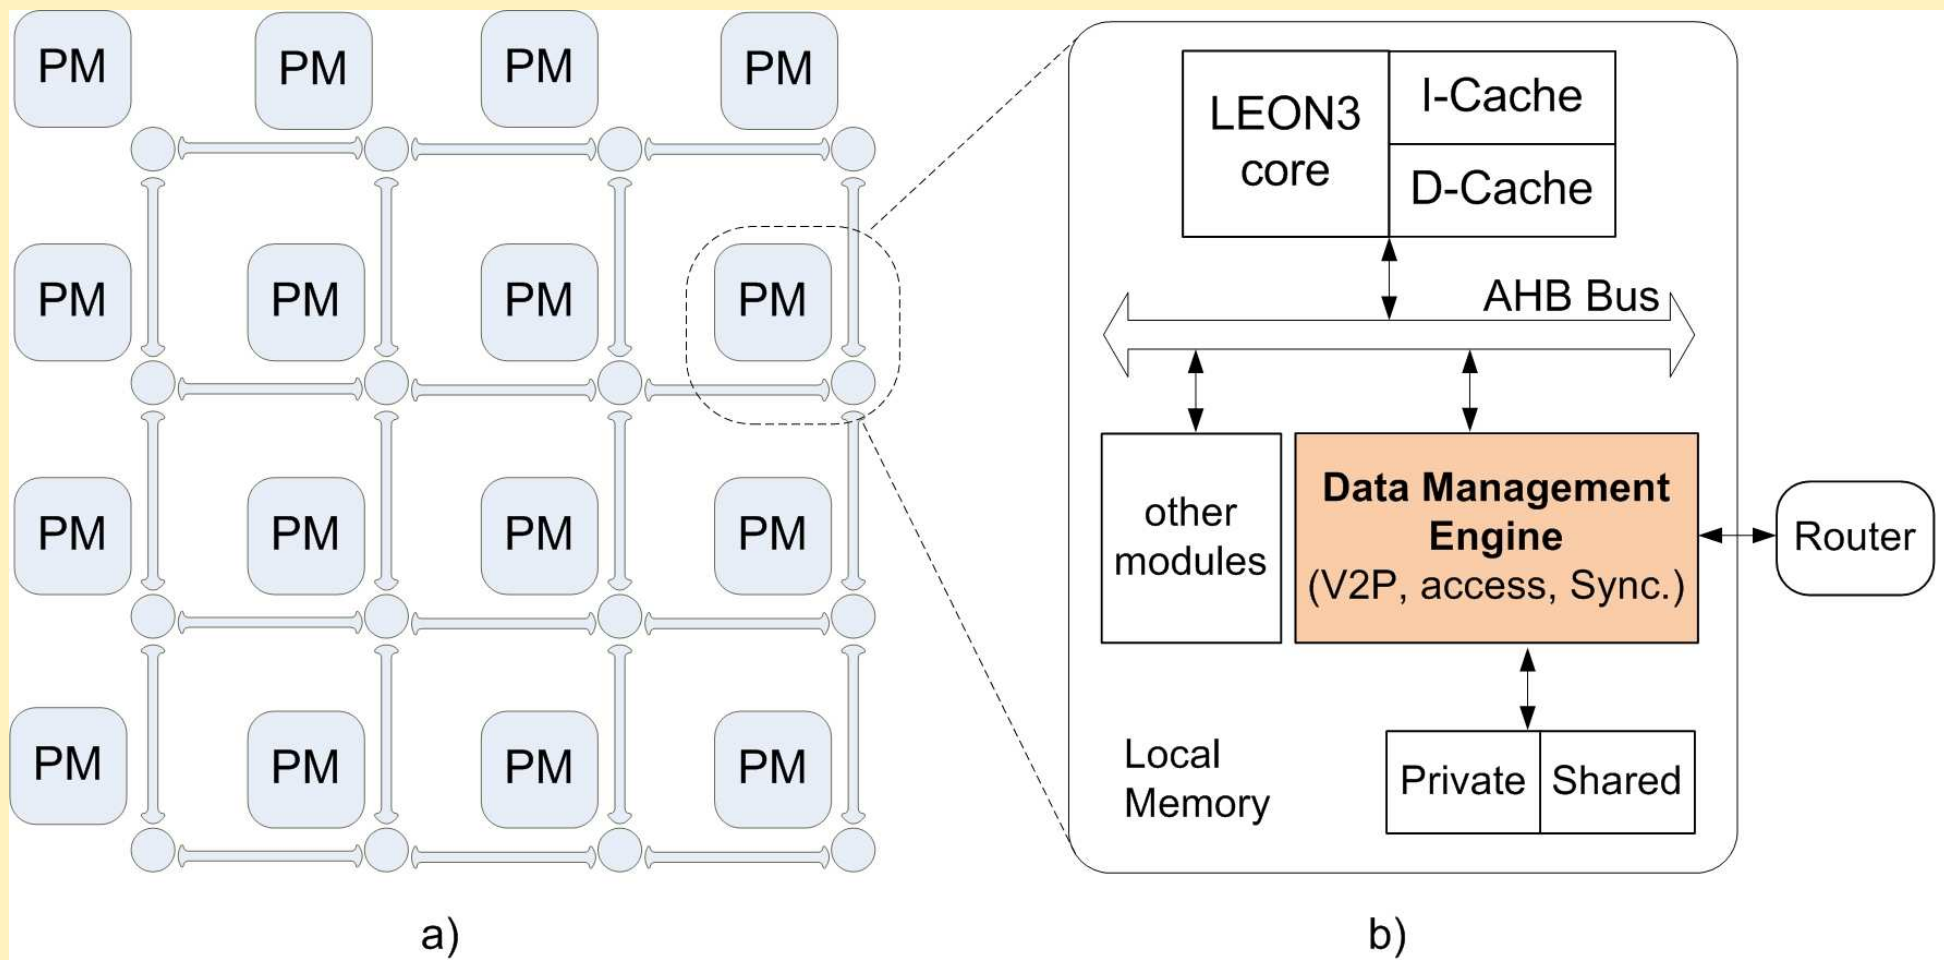 PM PM PM PM
PM PM PM PM
PM PM PM PM
PM PM PM PM
a)
LEON3
core
I-Cache
D-Cache
AHB Bus
other
modules
Data Management
Engine
(V2P, access, Sync.)
Router
Local
Memory
Private Shared
b)